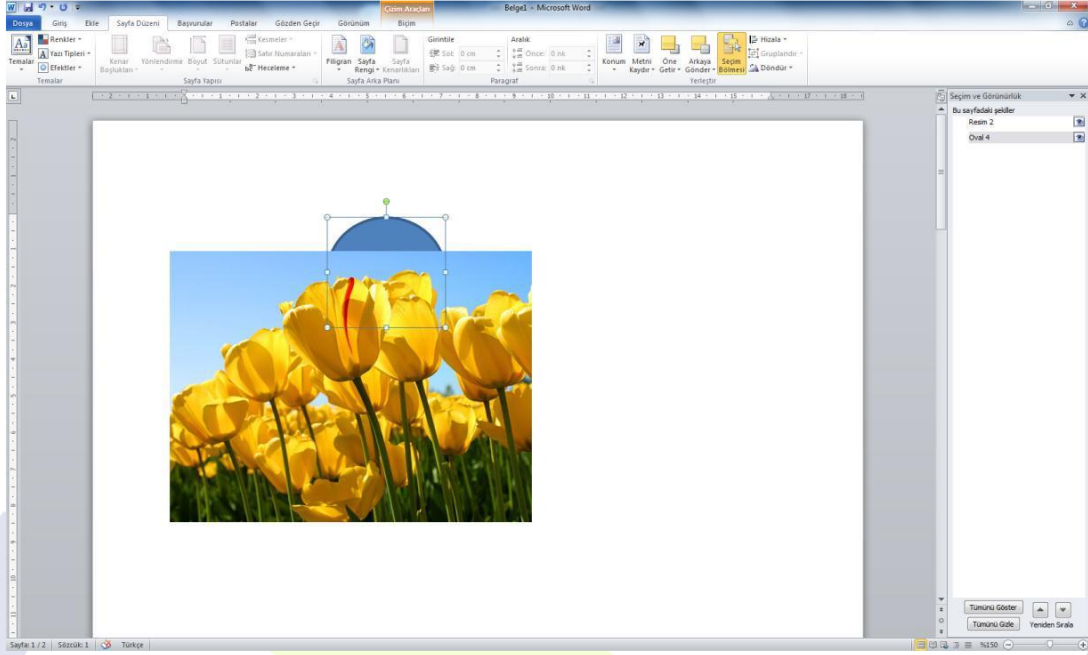 Çizim Araçları
Belge1 - Microsoft Word
Dosya Giriş Ekle Sayfa Düzeni Başvurular Postalar Gözden Geçir Görünüm Biçim
Temalar
Renkler
Yazı Tipleri
Efektler
Temalar
Kenar Boşlukları
Yönlendirme
Boyut
Sütunlar
Kesmeler
Satır Numaraları
Heceleme
Sayfa Yapısı
Filigran
Sayfa Rengi
Sayfa Kenarlıkları
Sayfa Arka Planı
Girintile
Sol: 0 cm
Sağ: 0 cm
Aralık
Önce: 0 nk
Sonra: 0 nk
Paragraf
Konum
Metni Kaydır
Öne Getir
Arkaya Gönder
Seçim Bölmesi
Hizala
Gruplandır
Döndür
Yerleştir
Seçim ve Görünürlük
Bu sayfadaki şekiller
Resim 2
Oval 4
Tümünü Göster
Tümünü Gizle
Yeniden Sırala
Sayfa: 1 / 2 Sözcük: 1 Türkçe
%150